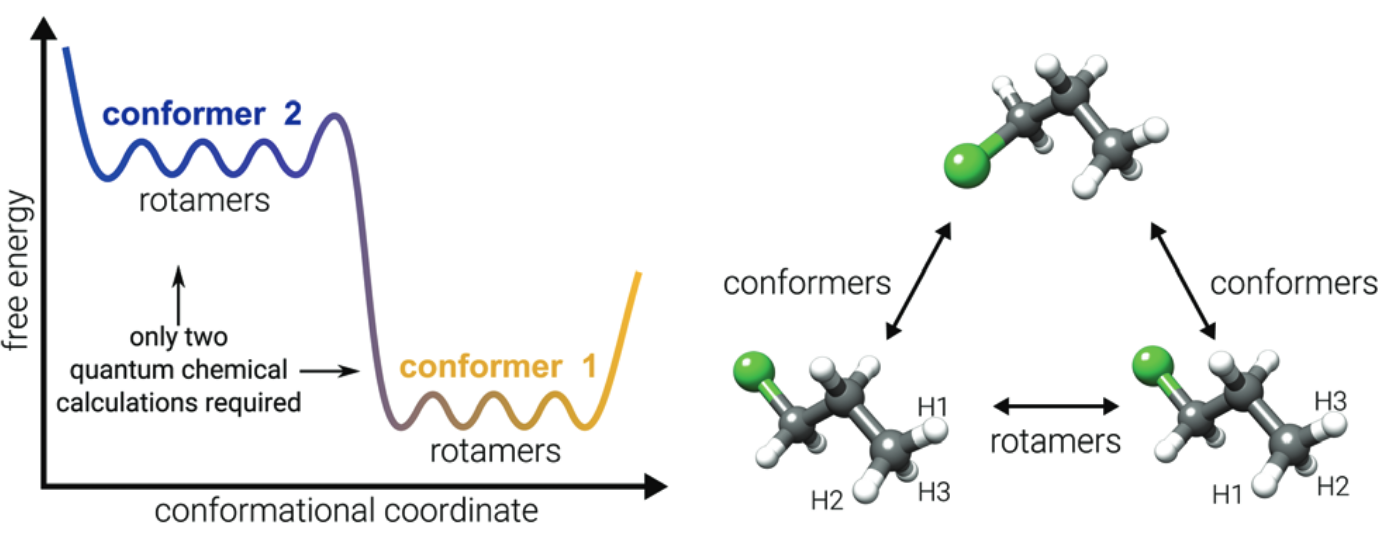 free energy
conformer 2
rotamers
only two
quantum chemical
calculations required
conformer 1
rotamers
conformational coordinate
conformers
conformers
H1
H2
H3
rotamers
H3
H1
H2